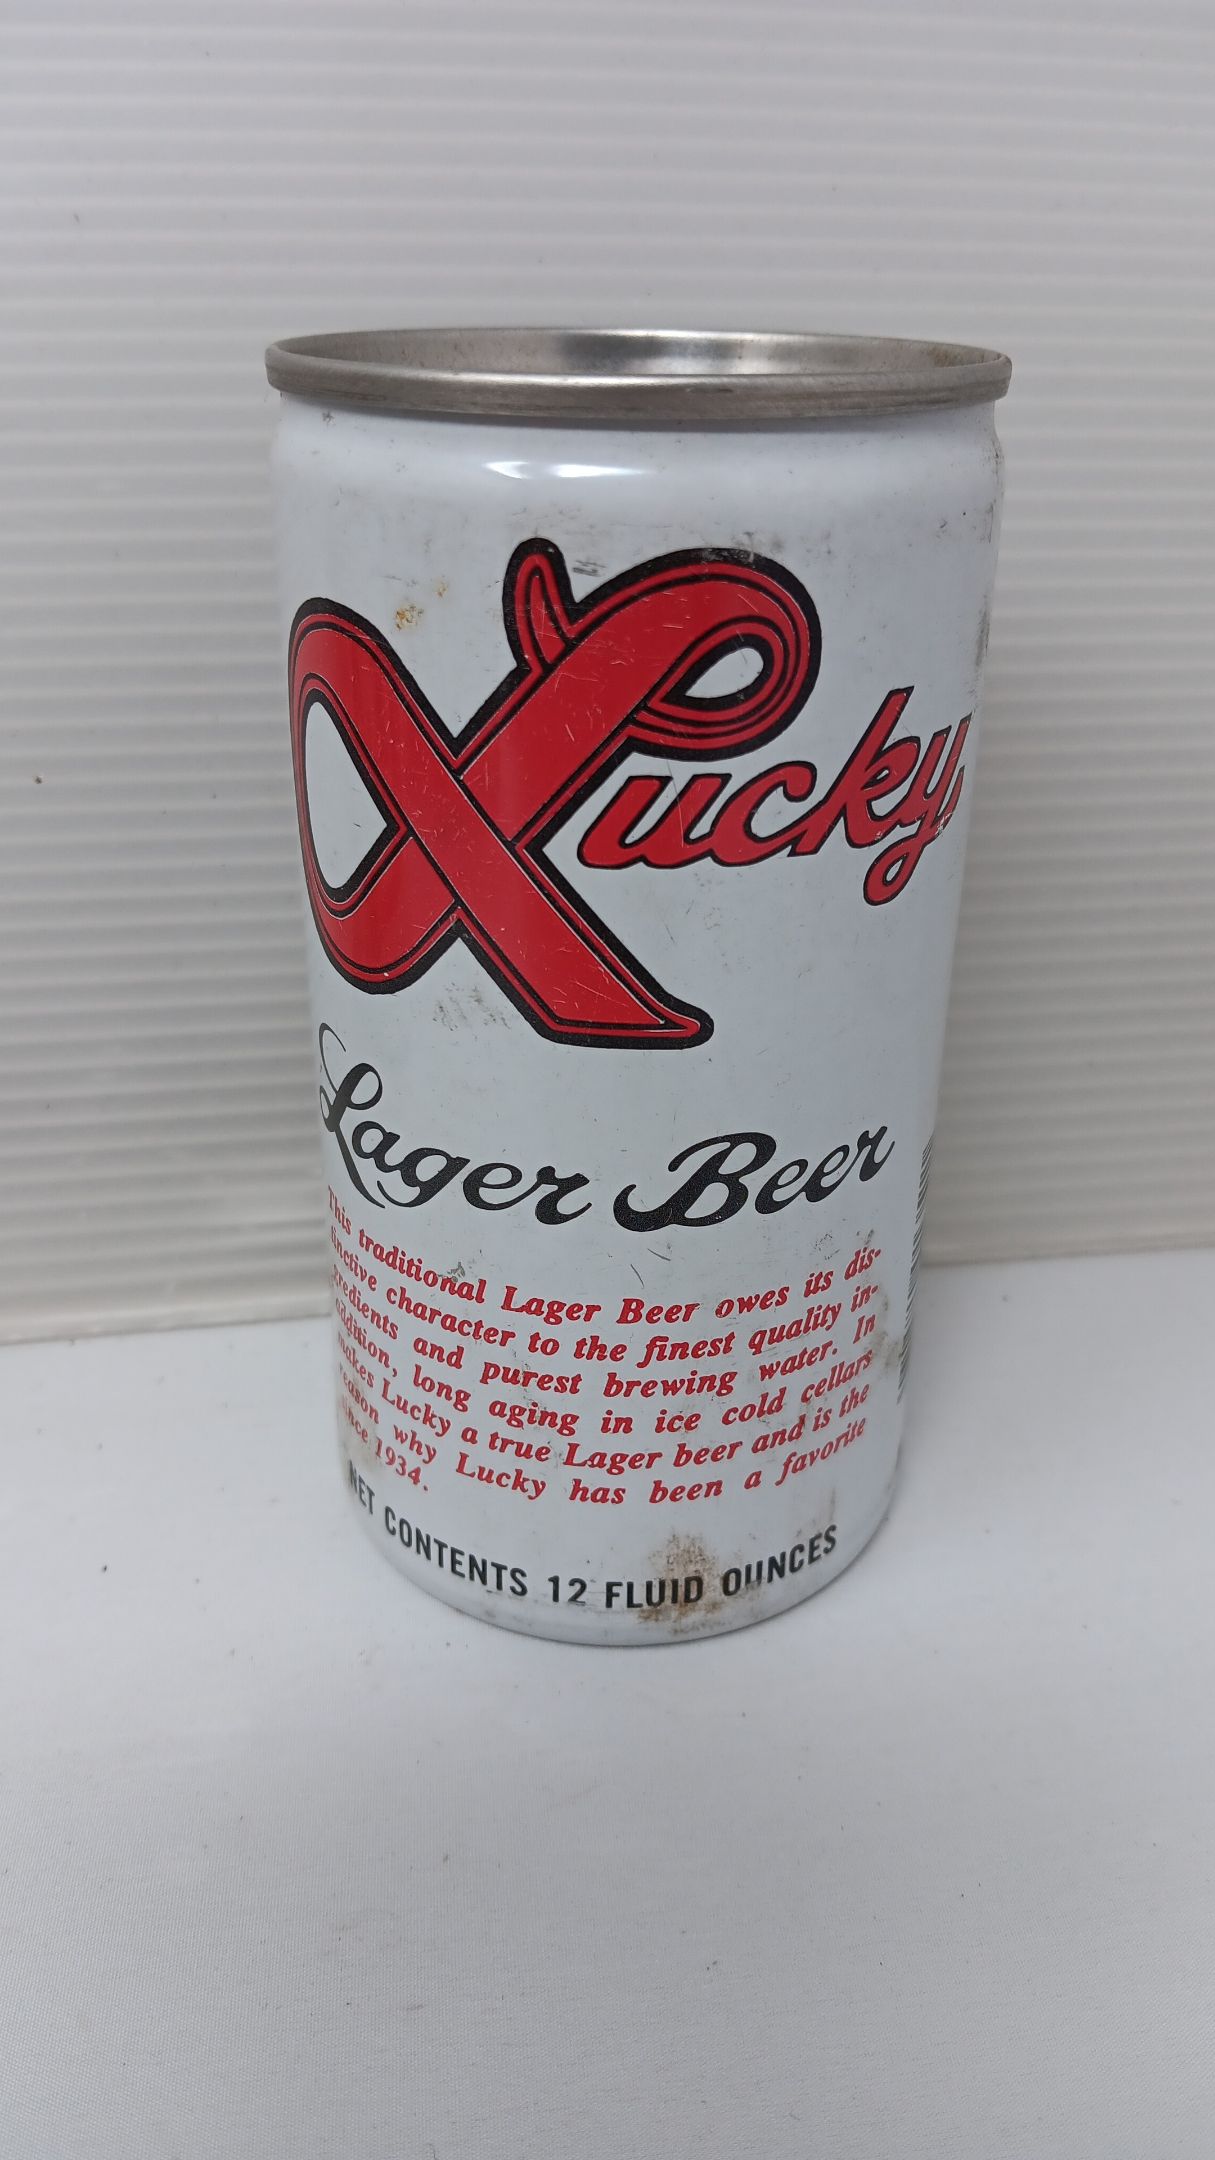 Lucky,
Lager Beer
This traditional Lager Beer owes its dis-
tinctive character to the finest quality in-
gredients and purest brewing water. In
addition, long aging in ice cold cellars
makes Lucky a true Lager beer and is the
reason why Lucky has been a favorite
since 1934.
NET CONTENTS 12 FLUID OUNCES